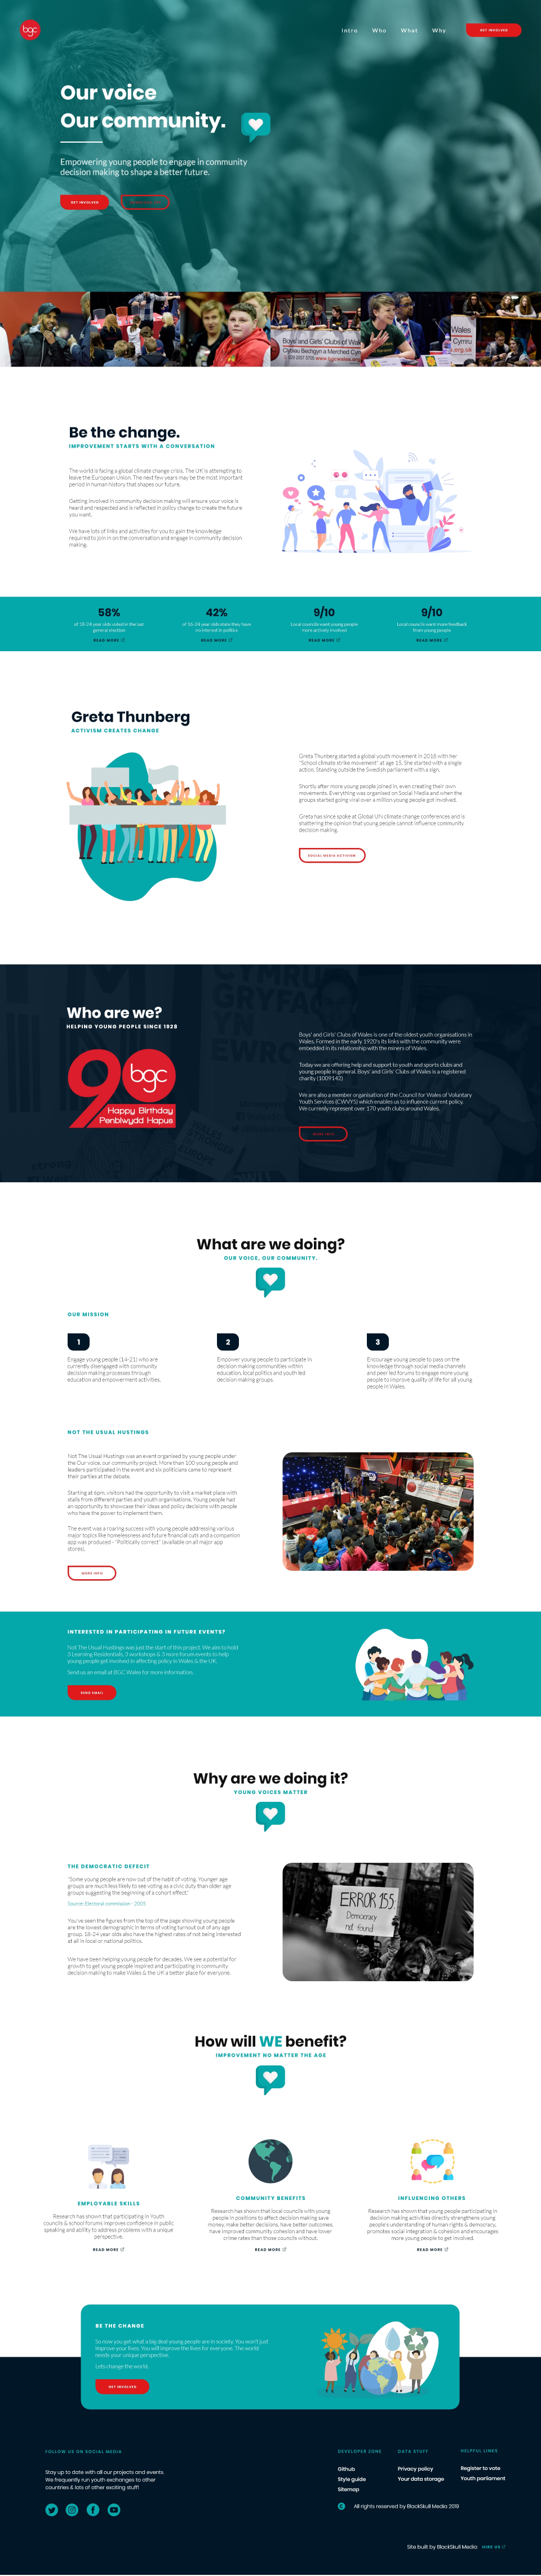 bgc
Intro Who What Why GET INVOLVED
Our voice
Our community.
Empowering young people to engage in community
decision making to shape a better future.
GET INVOLVED
Boys' and Girls' Clubs of Wal
Clybiau Bechgyn a Merched Cy
Wales
Cymru
Be the change.
IMPROVEMENT STARTS WITH A CONVERSATION
The world is facing a global climate change crisis, The UK is attempting to
leave the European Union. The next few years may be the most important
period in human history that shapes our future.
Getting involved in community decision making will ensure your voice is
heard and respected and is reflected in policy change to create the future
you want.
We have lots of links and activities for you to gain the knowledge
required to join in on the conversation and engage in community decision
making.
58%
of 18-24 year olds voted in the last
general election
READ MORE
42%
of 16-24 year olds state they have
no interest in politics
READ MORE
9/10
Local councils want young people
more actively involved
READ MORE
9/10
Local councils want more feedback
from young people
READ MORE
Greta Thunberg
ACTIVISM CREATES CHANGE
Greta Thunberg started a global youth movement in 2018 with her
"School climate strike movement" at age 15. She started with a single
action. Standing outside the Swedish parliament with a sign.
Shortly after more young people joined in, even creating their own
movements. Everything was organised on Social Media and when the
groups started going viral over a million young people got involved.
Greta has since spoke at Global UN climate change conferences and is
shattering the opinion that young people cannot influence community
decision making.
SOCIAL MEDIA ACTIVISM
Who are we?
HELPING YOUNG PEOPLE SINCE 1928
90
bgc
Happy Birthday
Penblwydd Hapus
Boys' and Girls' Clubs of Wales is one of the oldest youth organisations in
Wales. Formed in the early 1920's its links with the community were
embedded in its relationship with the miners of Wales.
Today we are offering help and support to youth and sports clubs and
young people in general. Boys' and Girls' Clubs of Wales is a registered
charity (1009142)
We are also a member organisation of the Council for Wales of Voluntary
Youth Services (CWVYS) which enables us to influence current policy.
We currenly represent over 170 youth clubs around Wales.
MORE INFO
What are we doing?
OUR VOICE, OUR COMMUNITY.
OUR MISSION
1
Engage young people (14-21) who are
currently disengaged with community
decision making processes through
education and empowerment activities.
2
Empower young people to participate in
decision making communities within
education, local politics and youth led
decision making groups.
3
Encourage young people to pass on the
knowledge through social media channels
and peer led forums to engage more young
people to improve quality of life for all young
people in Wales.
NOT THE USUAL HUSTINGS
Not The Usual Hustings was an event organised by young people under
the Our voice, our community project. More than 100 young people and
leaders participated in the event and six politicians came to represent
their parties at the debate.
Starting at 6pm, visitors had the opportunity to visit a market place with
stalls from different parties and youth organisations, Young people had
an opportunity to showcase their ideas and policy decisions with people
who have the power to implement them.
The event was a roaring success with young people addressing various
major topics like homelessness and future financial cuts and a companion
app was produced - "Politically correct" (available on all major app
stores).
MORE INFO
INTERESTED IN PARTICIPATING IN FUTURE EVENTS?
Not The Usual Hustings was just the start of this project. We aim to hold
3 Learning Residentials, 3 workshops & 3 more forum events to help
young people get involved in affecting policy in Wales & the UK.
Send us an email at BGC Wales for more information.
SEND EMAIL
Why are we doing it?
YOUNG VOICES MATTER
THE DEMOCRATIC DEFECIT
"Some young people are now out of the habit of voting. Younger age
groups are much less likely to see voting as a civic duty than older age
groups suggesting the beginning of a cohort effect."
Source: Electoral commission - 2005
You've seen the figures from the top of the page showing young people
are the lowest demographic in terms of voting turnout out of any age
group. 18-24 year olds also have the highest rates of not being interested
at all in local or national politics.
We have been helping young people for decades. We see a potential for
growth to get young people inspired and participating in community
decision making to make Wales & the UK a better place for everyone.
ERROR 155:
Democracy
not found
How will WE benefit?
IMPROVEMENT NO MATTER THE AGE
EMPLOYABLE SKILLS
Research has shown that participating in Youth
councils & school forums improves confidence in public
speaking and ability to address problems with a unique
perspective.
READ MORE
COMMUNITY BENEFITS
Research has shown that local councils with young
people in positions to affect decision making save
money, make better decisions, have better outcomes,
have improved community cohesion and have lower
crime rates than those councils without.
READ MORE
INFLUENCING OTHERS
Research has shown that young people participating in
decision making activities directly strengthens young
people's understanding of human rights & democracy,
promotes social integration & cohesion and encourages
more young people to get involved.
READ MORE
BE THE CHANGE
So now you get what a big deal young people are in society. You won't just
improve your lives. You will improve the lives for everyone. The world
needs your unique perspective.
Lets change the world.
GET INVOLVED
FOLLOW US ON SOCIAL MEDIA
Stay up to date with all our projects and events.
We frequently run youth exchanges to other
countries & lots of other exciting stuff!
DEVELOPER ZONE
Github
Style guide
Sitemap
DATA STUFF
Privacy policy
Your data storage
HELPFUL LINKS
Register to vote
Youth parliament
All rights reserved by BlackSkull Media 2019
Site built by BlackSkull Media HIRE US